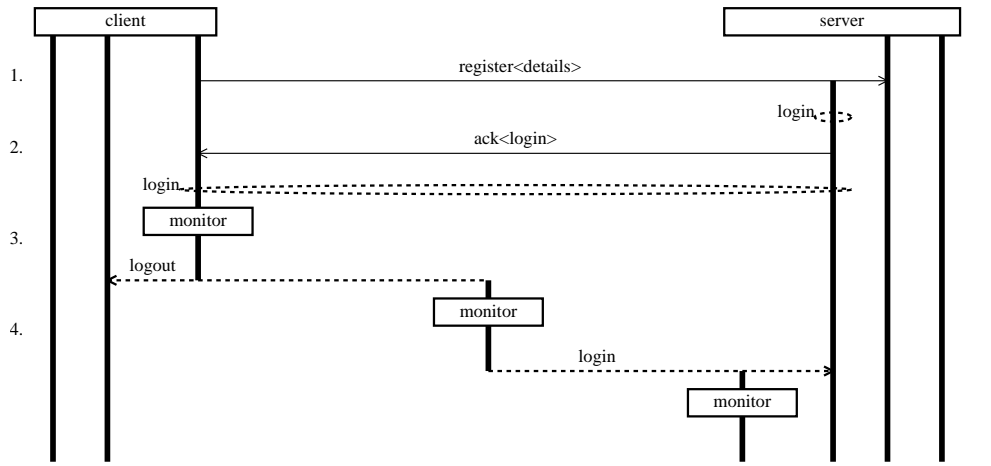 client
server
1.
register<details>
login
2.
ack<login>
login
monitor
3.
logout
monitor
4.
login
monitor